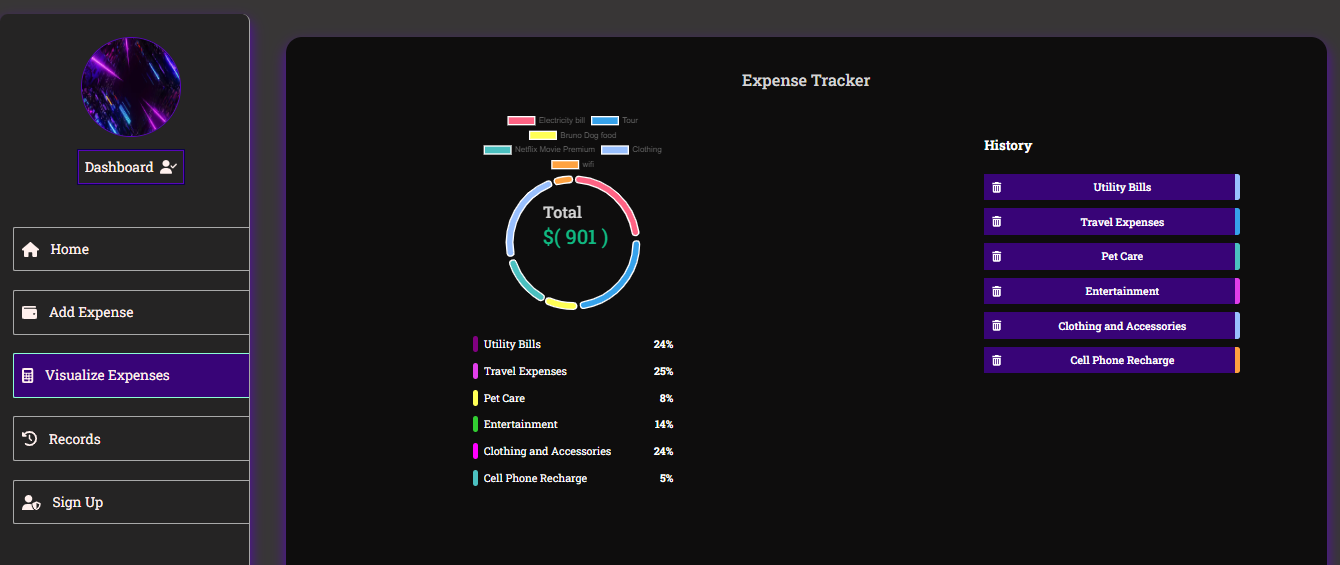 Dashboard
Home
Add Expense
Visualize Expenses
Records
Sign Up
Expense Tracker
Electricity bill Tour
Bruno Dog food
Netflix Movie Premium Clothing
wifi
Total
$( 901 )
Utility Bills 24%
Travel Expenses 25%
Pet Care 8%
Entertainment 14%
Clothing and Accessories 24%
Cell Phone Recharge 5%
History
Utility Bills
Travel Expenses
Pet Care
Entertainment
Clothing and Accessories
Cell Phone Recharge